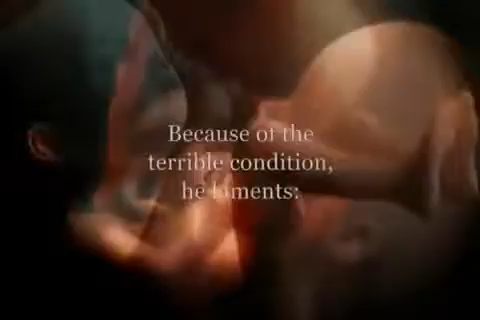 Because of the
terrible condition,
he laments: